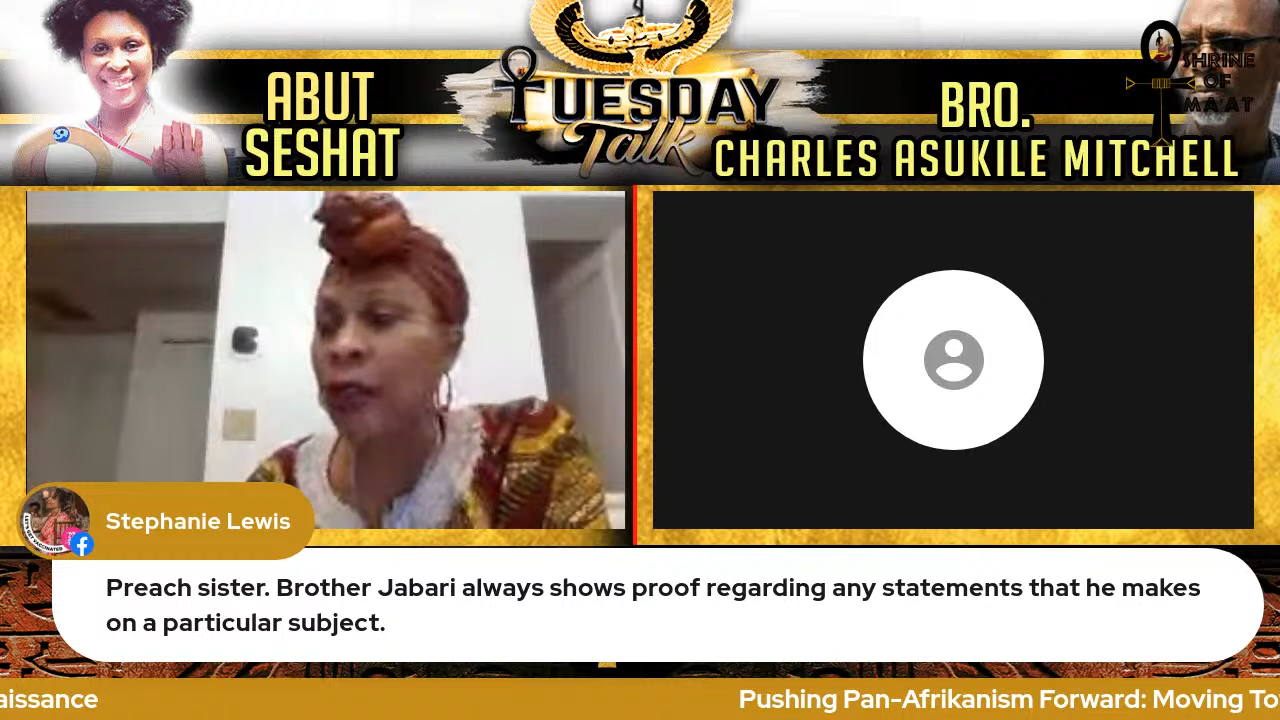 ABUT
SESHAT
TUESDAY
Talk
BRO.
CHARLES ASUKILE MITCHELL
SHRINE
OF
MA'AT
Stephanie Lewis
Preach sister. Brother Jabari always shows proof regarding any statements that he makes
on a particular subject.
aissance
Pushing Pan-Afrikanism Forward: Moving To